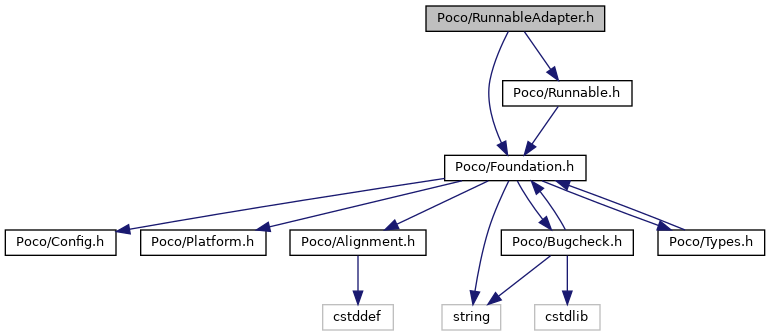 Poco/RunnableAdapter.h
Poco/Runnable.h
Poco/Foundation.h
Poco/Config.h
Poco/Platform.h
Poco/Alignment.h
Poco/Bugcheck.h
Poco/Types.h
cstddef
string
cstdlib